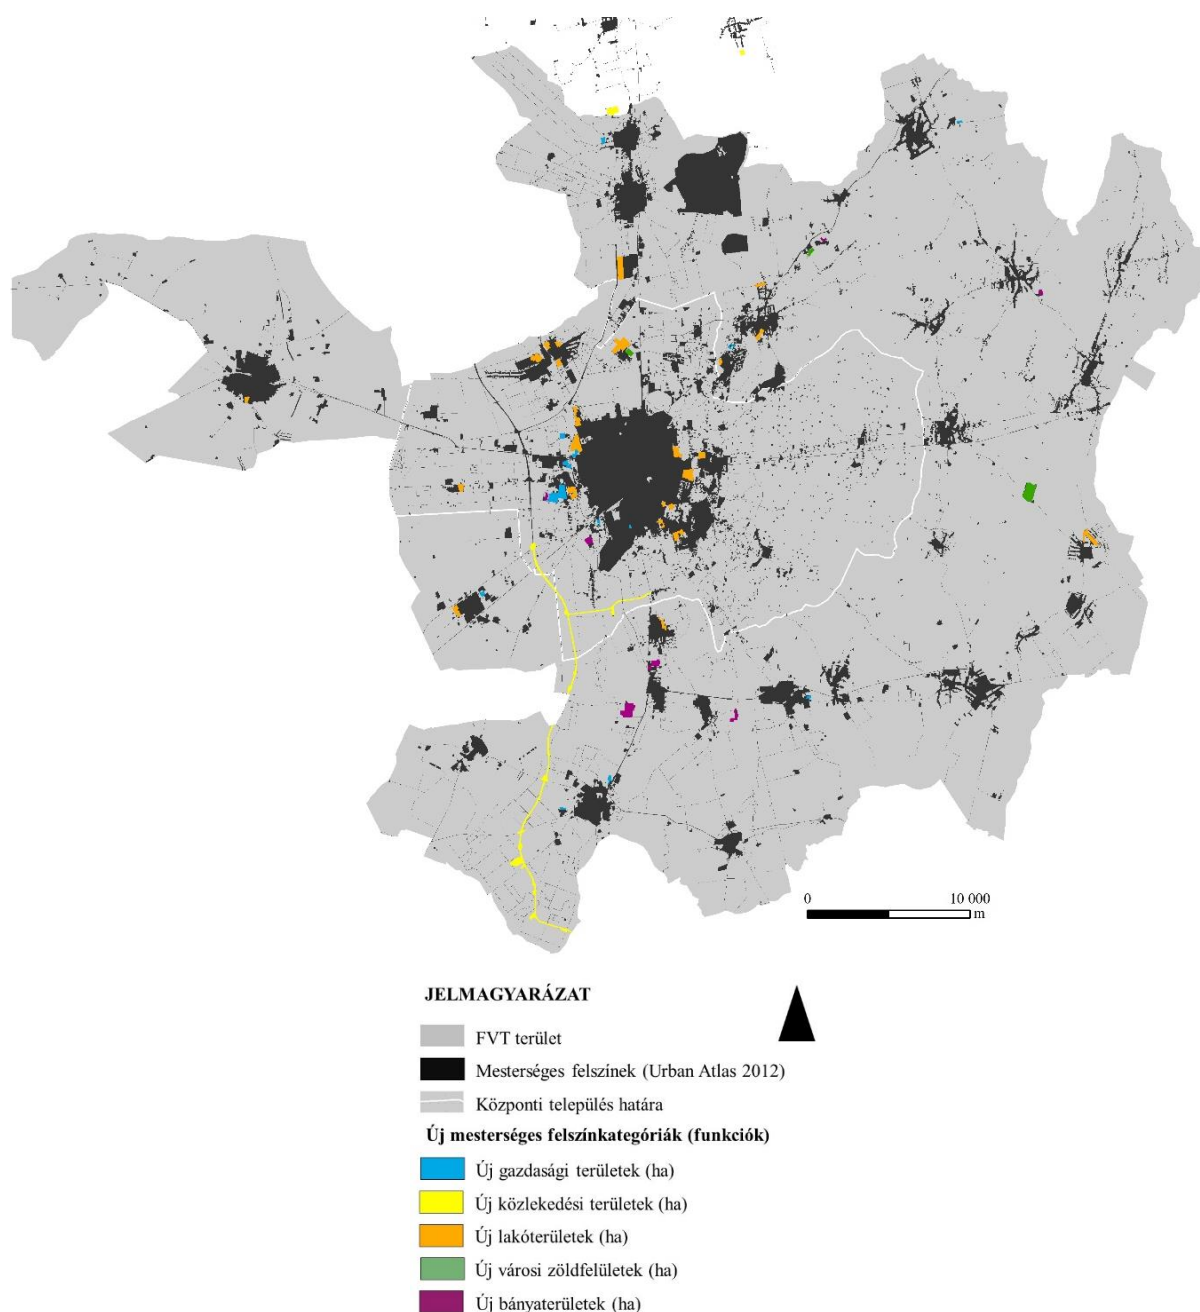 0 10 000
m
JELMAGYARÁZAT
FVT terület
Mesterséges felszínek (Urban Atlas 2012)
Központi település határa
Új mesterséges felszínkategóriák (funkciók)
Új gazdasági területek (ha)
Új közlekedési területek (ha)
Új lakóterületek (ha)
Új városi zöldfelületek (ha)
Új bányaterületek (ha)